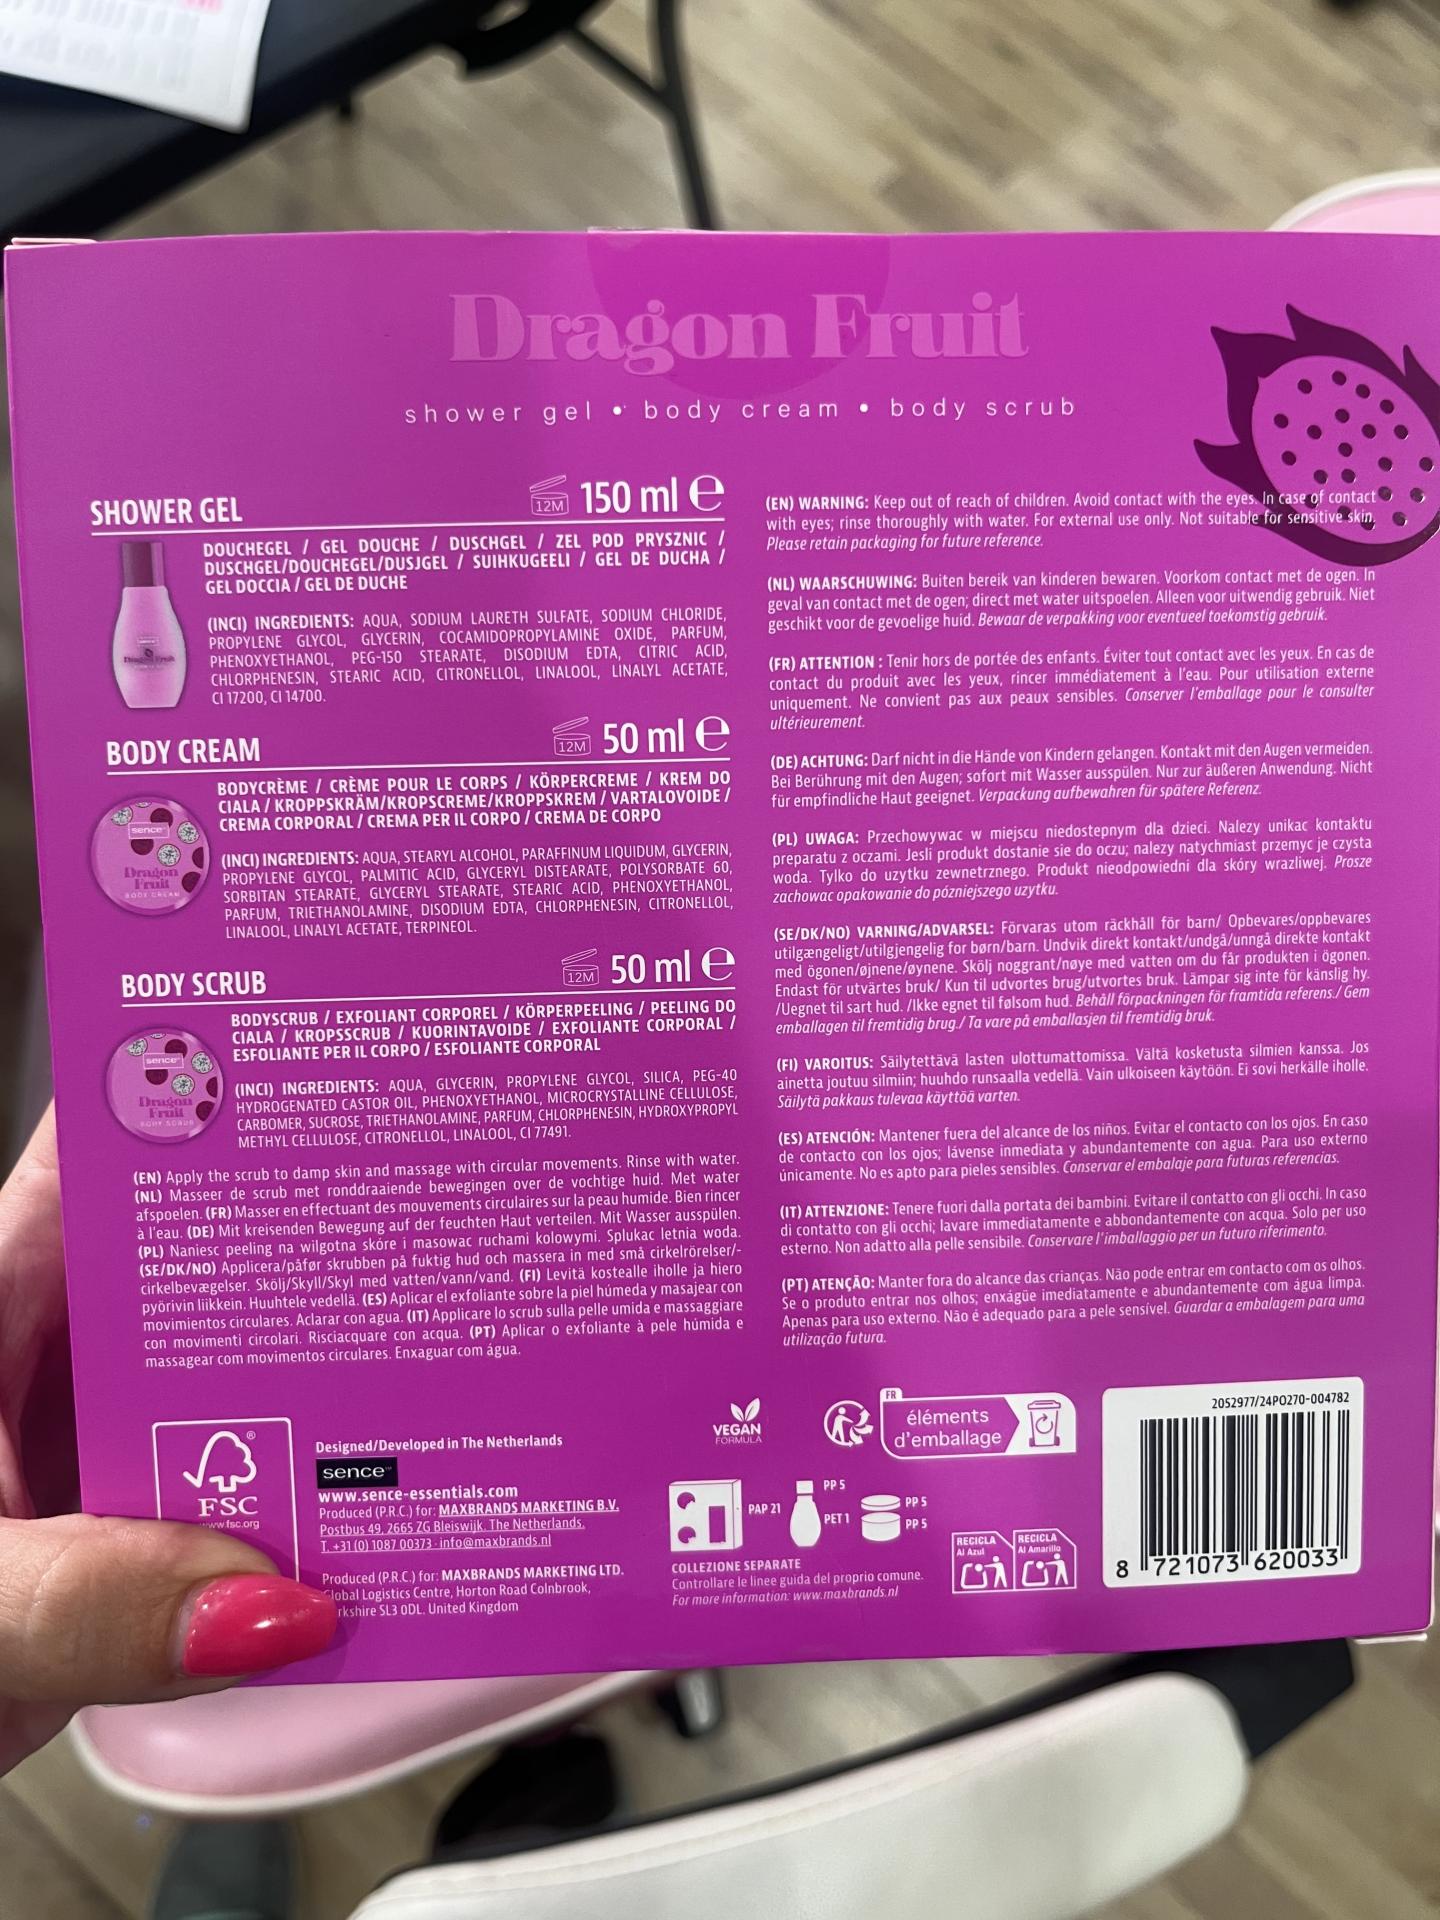 Dragon Fruit
shower gel • body cream • body scrub
SHOWER GEL
12M 150 ml ℮
DOUCHEGEL / GEL DOUCHE / DUSCHGEL / ŻEL POD PRYSZNIC /
DUSCHGEL/DOUCHEGEL/DUSJGEL / SUIHKUGEELI / GEL DE DUCHA /
GEL DOCCIA / GEL DE DUCHE
(INCI) INGREDIENTS: AQUA, SODIUM LAURETH SULFATE, SODIUM CHLORIDE,
PROPYLENE GLYCOL, GLYCERIN, COCAMIDOPROPYLAMINE OXIDE, PARFUM,
PHENOXYETHANOL, PEG-150 STEARATE, DISODIUM EDTA, CITRIC ACID,
CHLORPHENESIN, STEARIC ACID, CITRONELLOL, LINALOOL, LINALYL ACETATE,
CI 17200, CI 14700.
Dragon Fruit
BODY CREAM
12M 50 ml ℮
BODYCRÈME / CRÈME POUR LE CORPS / KÖRPERCREME / KREM DO
CIALA / KROPPSKRÄM/KROPSCREME/KROPPSKREM / VARTALOVOIDE /
CREMA CORPORAL / CREMA PER IL CORPO / CREMA DE CORPO
(INCI) INGREDIENTS: AQUA, STEARYL ALCOHOL, PARAFFINUM LIQUIDUM, GLYCERIN,
PROPYLENE GLYCOL, PALMITIC ACID, GLYCERYL DISTEARATE, POLYSORBATE 60,
SORBITAN STEARATE, GLYCERYL STEARATE, STEARIC ACID, PHENOXYETHANOL,
PARFUM, TRIETHANOLAMINE, DISODIUM EDTA, CHLORPHENESIN, CITRONELLOL,
LINALOOL, LINALYL ACETATE, TERPINEOL.
sence
Dragon
Fruit
BODY CREAM
BODY SCRUB
12M 50 ml ℮
BODYSCRUB / EXFOLIANT CORPOREL / KÖRPERPEELING / PEELING DO
CIALA / KROPSSCRUB / KUORINTAVOIDE / EXFOLIANTE CORPORAL /
ESFOLIANTE PER IL CORPO / ESFOLIANTE CORPORAL
(INCI) INGREDIENTS: AQUA, GLYCERIN, PROPYLENE GLYCOL, SILICA, PEG-40
HYDROGENATED CASTOR OIL, PHENOXYETHANOL, MICROCRYSTALLINE CELLULOSE,
CARBOMER, SUCROSE, TRIETHANOLAMINE, PARFUM, CHLORPHENESIN, HYDROXYPROPYL
METHYL CELLULOSE, CITRONELLOL, LINALOOL, CI 77491.
sence
Dragon
Fruit
BODY SCRUB
(EN) Apply the scrub to damp skin and massage with circular movements. Rinse with water.
(NL) Masseer de scrub met ronddraaiende bewegingen over de vochtige huid. Met water
afspoelen. (FR) Masser en effectuant des mouvements circulaires sur la peau humide. Bien rincer
à l'eau. (DE) Mit kreisenden Bewegung auf der feuchten Haut verteilen. Mit Wasser ausspülen.
(PL) Naniesc peeling na wilgotna skóre i masowac ruchami kolowymi. Splukac letnia woda.
(SE/DK/NO) Applicera/påfør skrubben på fuktig hud och massera in med små cirkelrörelser/-
cirkelbevægelser. Skölj/Skyll/Skyl med vatten/vann/vand. (FI) Levitä kostealle iholle ja hiero
pyörivin liikkein. Huuhtele vedellä. (ES) Aplicar el exfoliante sobre la piel húmeda y masajear con
movimientos circulares. Aclarar con agua. (IT) Applicare lo scrub sulla pelle umida e massaggiare
con movimenti circolari. Risciacquare con acqua. (PT) Aplicar o exfoliante à pele húmida e
massagear com movimentos circulares. Enxaguar com água.
(EN) WARNING: Keep out of reach of children. Avoid contact with the eyes. In case of contact
with eyes; rinse thoroughly with water. For external use only. Not suitable for sensitive skin.
Please retain packaging for future reference.
(NL) WAARSCHUWING: Buiten bereik van kinderen bewaren. Voorkom contact met de ogen. In
geval van contact met de ogen; direct met water uitspoelen. Alleen voor uitwendig gebruik. Niet
geschikt voor de gevoelige huid. Bewaar de verpakking voor eventueel toekomstig gebruik.
(FR) ATTENTION : Tenir hors de portée des enfants. Éviter tout contact avec les yeux. En cas de
contact du produit avec les yeux, rincer immédiatement à l'eau. Pour utilisation externe
uniquement. Ne convient pas aux peaux sensibles. Conserver l'emballage pour le consulter
ultérieurement.
(DE) ACHTUNG: Darf nicht in die Hände von Kindern gelangen. Kontakt mit den Augen vermeiden.
Bei Berührung mit den Augen; sofort mit Wasser ausspülen. Nur zur äußeren Anwendung. Nicht
für empfindliche Haut geeignet. Verpackung aufbewahren für spätere Referenz.
(PL) UWAGA: Przechowywac w miejscu niedostepnym dla dzieci. Nalezy unikac kontaktu
preparatu z oczami. Jesli produkt dostanie sie do oczu; nalezy natychmiast przemyc je czysta
woda. Tylko do uzytku zewnetrznego. Produkt nieodpowiedni dla skóry wrazliwej. Prosze
zachowac opakowanie do pózniejszego uzytku.
(SE/DK/NO) VARNING/ADVARSEL: Förvaras utom räckhåll för barn/ Opbevares/oppbevares
utilgængeligt/utilgjengelig for børn/barn. Undvik direkt kontakt/undgå/unngå direkte kontakt
med ögonen/øjnene/øynene. Skölj noggrant/nøye med vatten om du får produkten i ögonen.
Endast för utvärtes bruk/ Kun til udvortes brug/utvortes bruk. Lämpar sig inte för känslig hy.
/Uegnet til sart hud. /Ikke egnet til følsom hud. Behåll förpackningen för framtida referens./ Gem
emballagen til fremtidig brug./ Ta vare på emballasjen til fremtidig bruk.
(FI) VAROITUS: Säilytettävä lasten ulottumattomissa. Vältä kosketusta silmien kanssa. Jos
ainetta joutuu silmiin; huuhdo runsaalla vedellä. Vain ulkoiseen käytöön. Ei sovi herkälle iholle.
Säilytä pakkaus tulevaa käyttöä varten.
(ES) ATENCIÓN: Mantener fuera del alcance de los niños. Evitar el contacto con los ojos. En caso
de contacto con los ojos; lávense inmediata y abundantemente con agua. Para uso externo
únicamente. No es apto para pieles sensibles. Conservar el embalaje para futuras referencias.
(IT) ATTENZIONE: Tenere fuori dalla portata dei bambini. Evitare il contatto con gli occhi. In caso
di contatto con gli occhi; lavare immediatamente e abbondantemente con acqua. Solo per uso
esterno. Non adatto alla pelle sensibile. Conservare l'imballaggio per un futuro riferimento.
(PT) ATENÇÃO: Manter fora do alcance das crianças. Não pode entrar em contacto com os olhos.
Se o produto entrar nos olhos; enxágüe imediatamente e abundantemente com água limpa.
Apenas para uso externo. Não é adequado para a pele sensível. Guardar a embalagem para uma
utilização futura.
FSC
www.fsc.org
Designed/Developed in The Netherlands
sence™
www.sence-essentials.com
Produced (P.R.C.) for: MAXBRANDS MARKETING B.V.
Postbus 49, 2665 ZG Bleiswijk, The Netherlands.
T. +31 (0) 1087 00373 · info@maxbrands.nl
Produced (P.R.C.) for: MAXBRANDS MARKETING LTD.
Global Logistics Centre, Horton Road Colnbrook,
rkshire SL3 0DL. United Kingdom
VEGAN
FORMULA
FR
éléments
d'emballage
PAP 21
PP 5
PET 1
PP 5
PP 5
COLLEZIONE SEPARATE
Controllare le linee guida del proprio comune.
For more information: www.maxbrands.nl
RECICLA
Al Azul
RECICLA
Al Amarillo
2052977/24PO270-004782
8 721073 620033